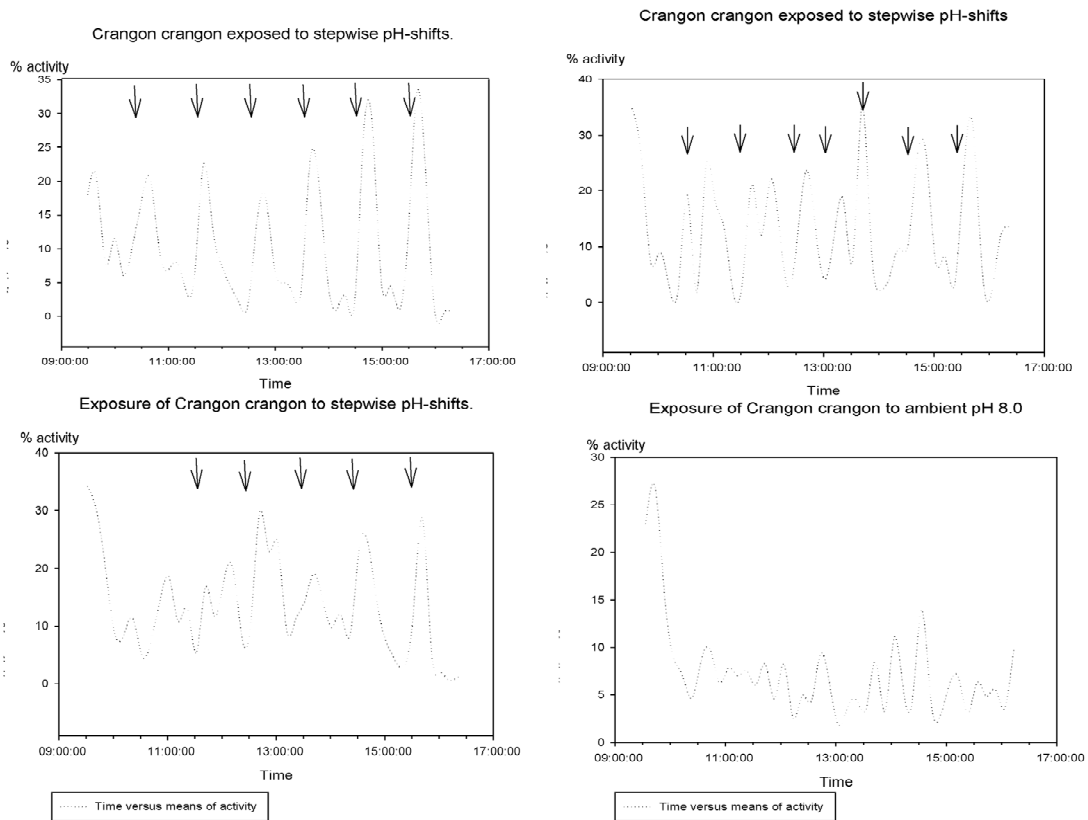 Crangon crangon exposed to stepwise pH-shifts.
% activity
35
30
25
20
15
10
5
0
09:00:00 11:00:00 13:00:00 15:00:00 17:00:00
Time
Crangon crangon exposed to stepwise pH-shifts
% activity
40
30
20
10
0
09:00:00 11:00:00 13:00:00 15:00:00 17:00:00
Time
Exposure of Crangon crangon to stepwise pH-shifts.
% activity
40
30
20
10
0
09:00:00 11:00:00 13:00:00 15:00:00 17:00:00
Time
Time versus means of activity
Exposure of Crangon crangon to ambient pH 8.0
% activity
30
25
20
15
10
5
0
09:00:00 11:00:00 13:00:00 15:00:00 17:00:00
Time
Time versus means of activity